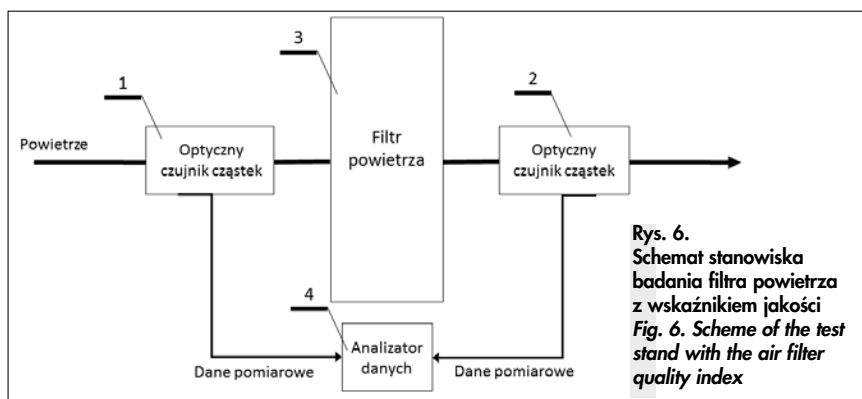 3
1
2
Powietrze
Optyczny
czujnik cząstek
Filtr
powietrza
Optyczny
czujnik cząstek
4
Analizator
danych
Dane pomiarowe
Dane pomiarowe
Rys. 6.
Schemat stanowiska
badania filtra powietrza
z wskaźnikiem jakości
Fig. 6. Scheme of the test
stand with the air filter
quality index